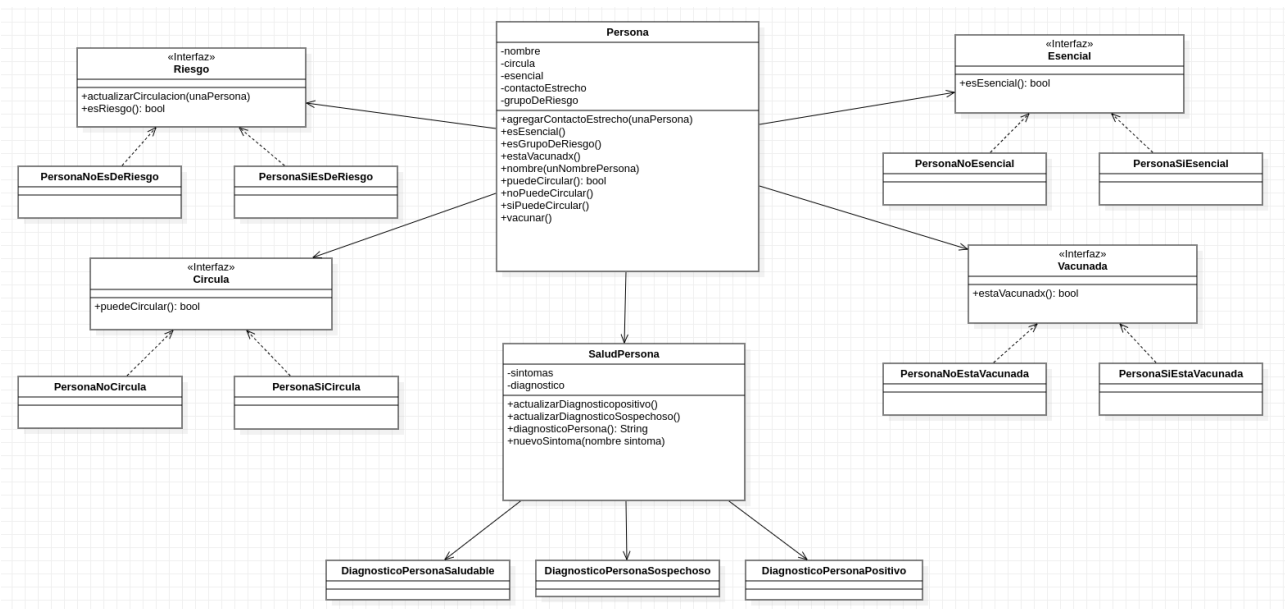 Persona
-nombre
-circula
-esencial
-contactoEstrecho
-grupoDeRiesgo
+agregarContactoEstrecho(unaPersona)
+esEsencial()
+esGrupoDeRiesgo()
+estaVacunadx()
+nombre(unNombrePersona)
+puedeCircular(): bool
+noPuedeCircular()
+siPuedeCircular()
+vacunar()
«Interfaz»
Riesgo
+actualizarCirculacion(unaPersona)
+esRiesgo(): bool
PersonaNoEsDeRiesgo
PersonaSiEsDeRiesgo
«Interfaz»
Circula
+puedeCircular(): bool
PersonaNoCircula
PersonaSiCircula
«Interfaz»
Esencial
+esEsencial(): bool
PersonaNoEsencial
PersonaSiEsencial
«Interfaz»
Vacunada
+estaVacunadx(): bool
PersonaNoEstaVacunada
PersonaSiEstaVacunada
SaludPersona
-sintomas
-diagnostico
+actualizarDiagnosticopositivo()
+actualizarDiagnosticoSospechoso()
+diagnosticoPersona(): String
+nuevoSintoma(nombre sintoma)
DiagnosticoPersonaSaludable
DiagnosticoPersonaSospechoso
DiagnosticoPersonaPositivo